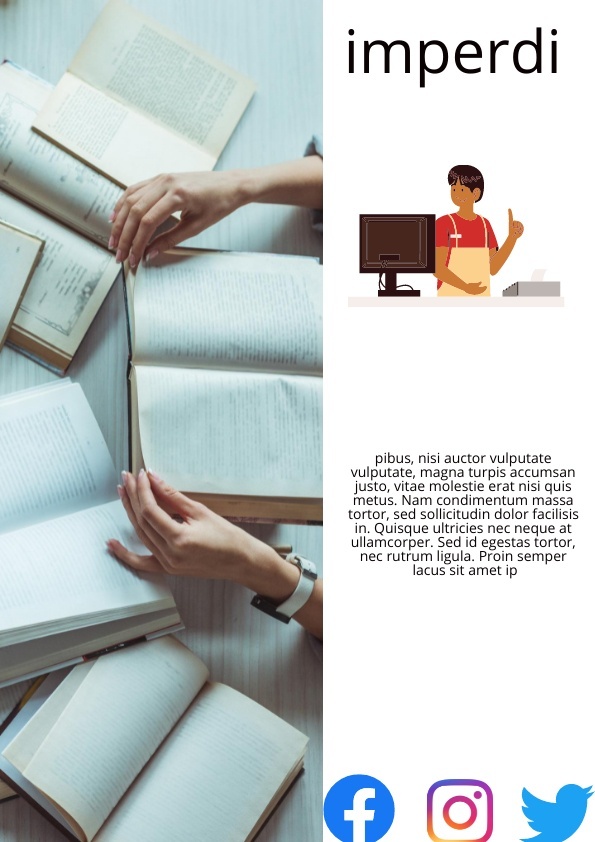 imperdi
pibus, nisi auctor vulputate
vulputate, magna turpis accumsan
justo, vitae molestie erat nisi quis
metus. Nam condimentum massa
tortor, sed sollicitudin dolor facilisis
in. Quisque ultricies nec neque at
ullamcorper. Sed id egestas tortor,
nec rutrum ligula. Proin semper
lacus sit amet ip